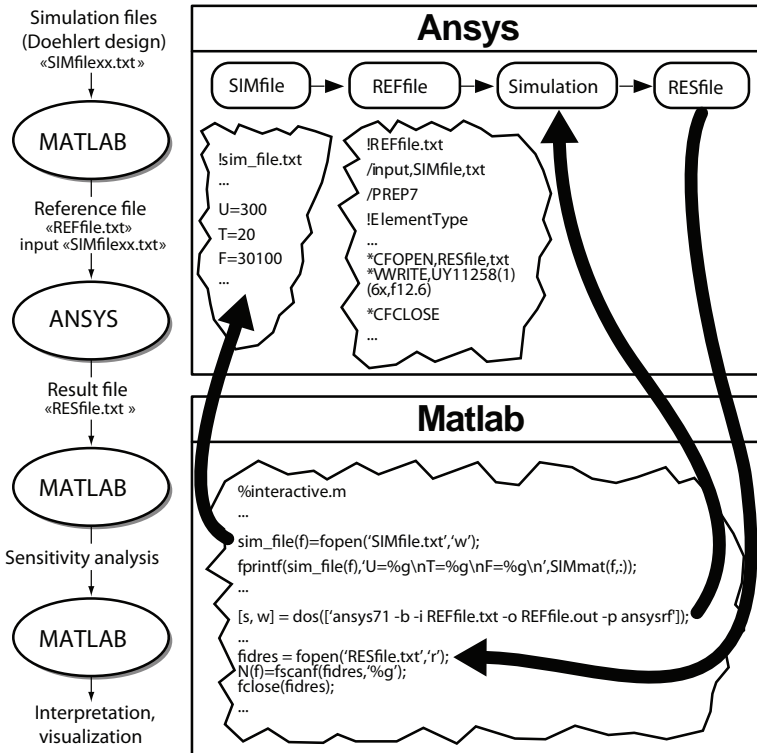 Simulation files
(Doehlert design)
«SIMfilexx.txt»
MATLAB
Reference file
«REFfile.txt»
input «SIMfilexx.txt»
ANSYS
Result file
«RESfile.txt »
MATLAB
Sensitivity analysis
MATLAB
Interpretation,
visualization
Ansys
SIMfile
REFfile
Simulation
RESfile
!sim_file.txt
...
U=300
T=20
F=30100
...
!REFfile.txt
/input,SIMfile,txt
/PREP7
!ElementType
...
*CFOPEN,RESfile,txt
*VWRITE,UY11258(1)
(6x,f12.6)
*CFCLOSE
...
Matlab
%interactive.m
...
sim_file(f)=fopen(‘SIMfile.txt’,‘w’);
fprintf(sim_file(f),‘U=%g\nT=%g\nF=%g\n’,SIMmat(f,:));
...
[s, w] = dos([‘ansys71 -b -i REFfile.txt -o REFfile.out -p ansysrf’]);
...
fidres = fopen(‘RESfile.txt’,‘r’);
N(f)=fscanf(fidres,‘%g’);
fclose(fidres);
...